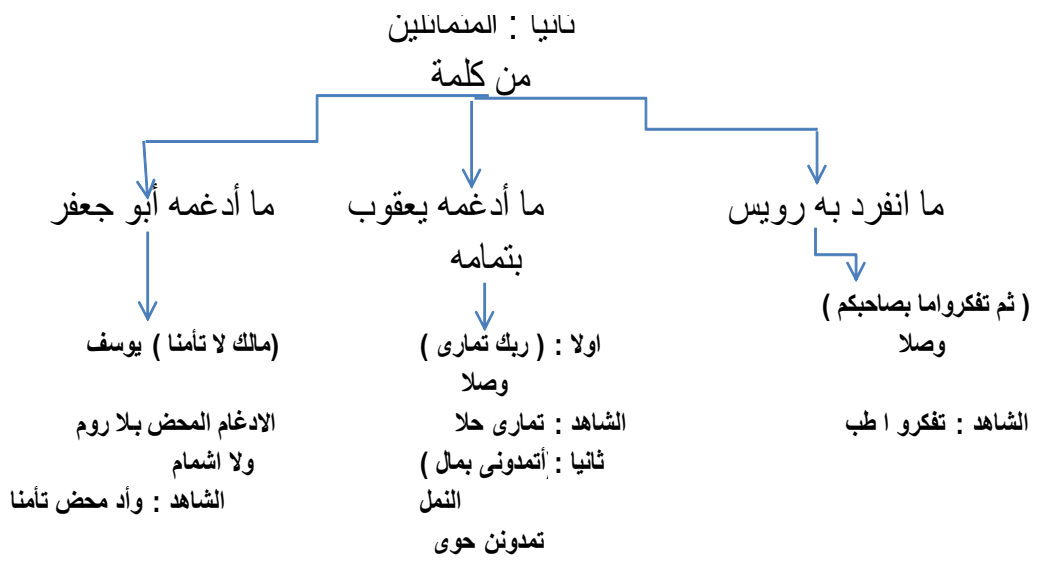 ثانيا : المتماثلين
من كلمة
ما انفرد به رويس
( ثم تفكرواما بصاحبكم )
وصلا
الشاهد : تفكرو ا طب
ما أدغمه يعقوب
بتمامه
اولا : ( ربك تمارى )
وصلا
الشاهد : تمارى حلا
ثانيا : (أتمدونى بمال )
النمل
تمدونن حوى
ما أدغمه أبو جعفر
(مالك لا تأمنا ) يوسف
الادغام المحض بلا روم
ولا اشمام
الشاهد : وأد محض تأمنا